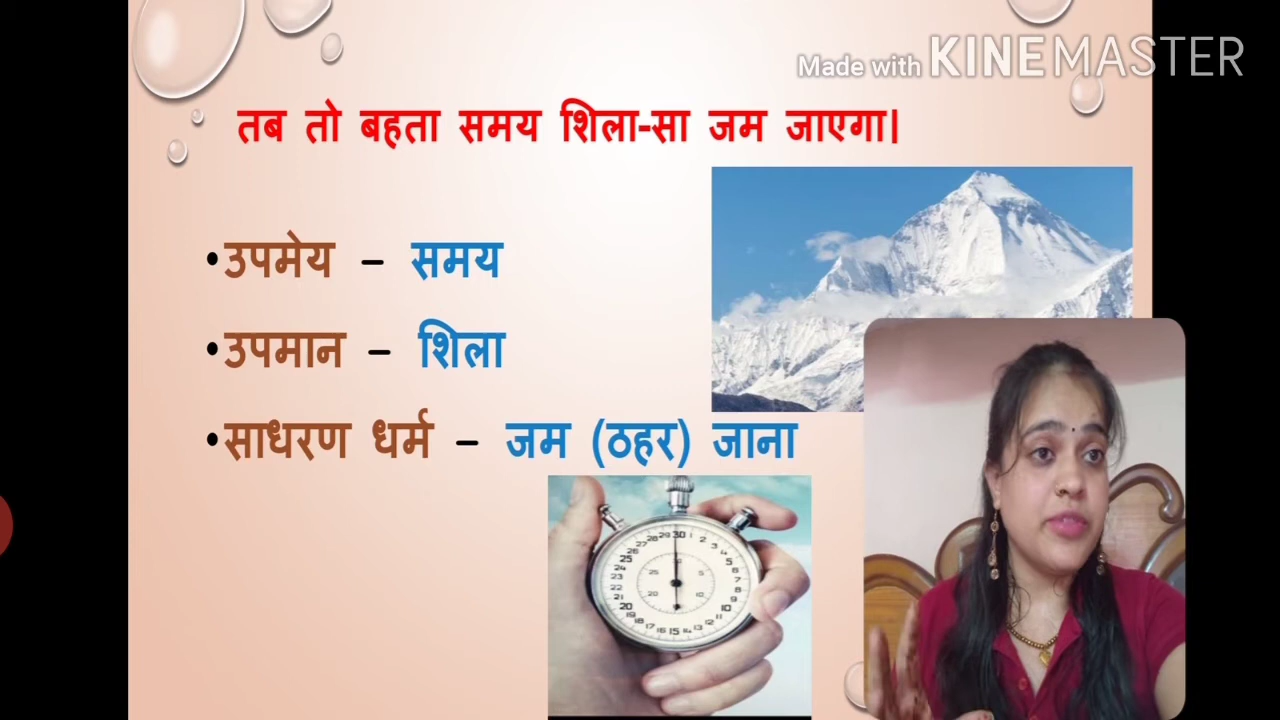 Made with KINEMASTER
तब तो बहता समय शिला-सा जम जाएगा।
•उपमेय – समय
•उपमान – शिला
•साधरण धर्म – जम (ठहर) जाना